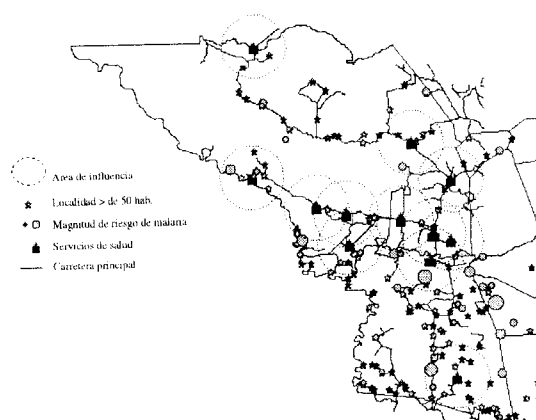 Area de influencia
Localidad > de 50 hab.
Magnitud de riesgo de malaria
Servicios de salud
Carretera principal